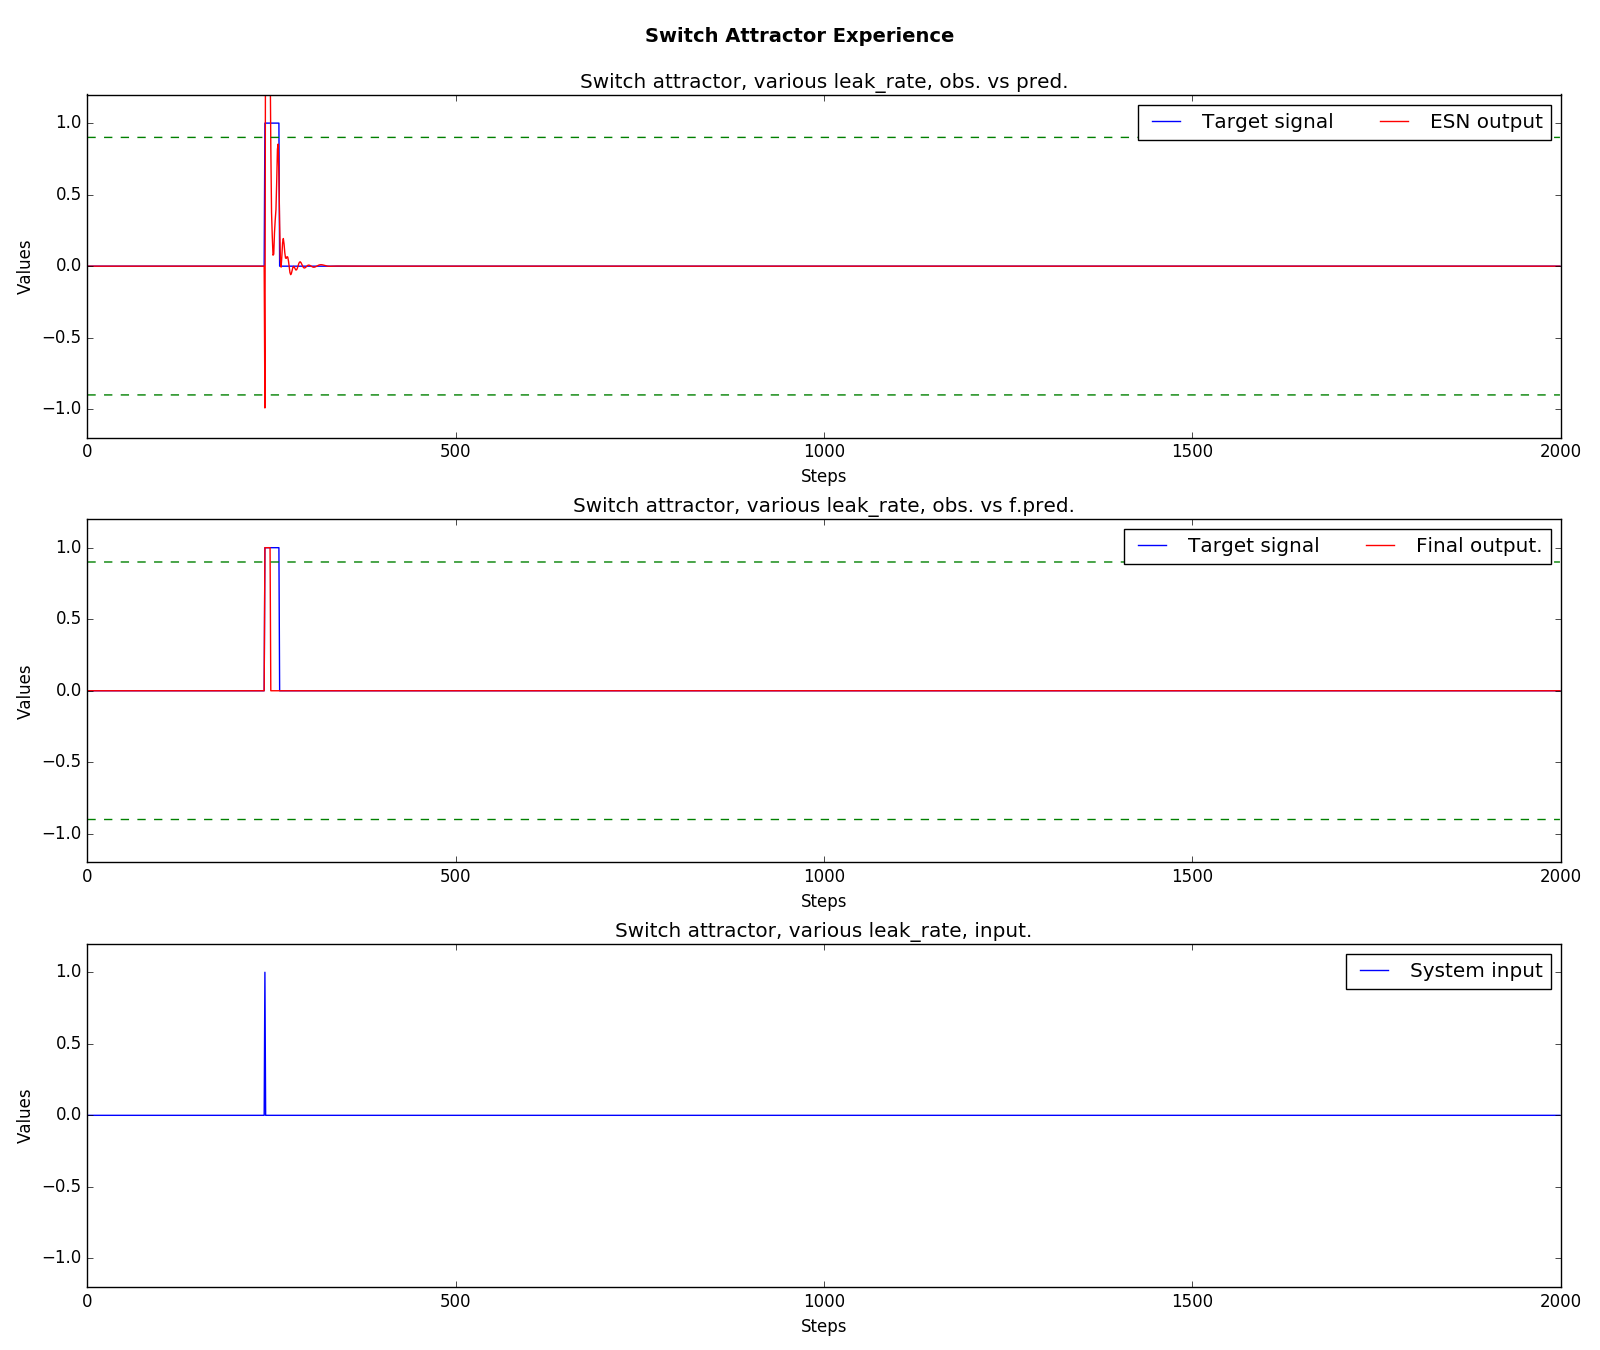 Switch Attractor Experience
Switch attractor, various leak_rate, obs. vs pred.
Target signal ESN output
1.0
0.5
0.0
−0.5
−1.0
Values
0 500 1000 1500 2000
Steps
Switch attractor, various leak_rate, obs. vs f.pred.
Target signal Final output.
1.0
0.5
0.0
−0.5
−1.0
Values
0 500 1000 1500 2000
Steps
Switch attractor, various leak_rate, input.
System input
1.0
0.5
0.0
−0.5
−1.0
Values
0 500 1000 1500 2000
Steps